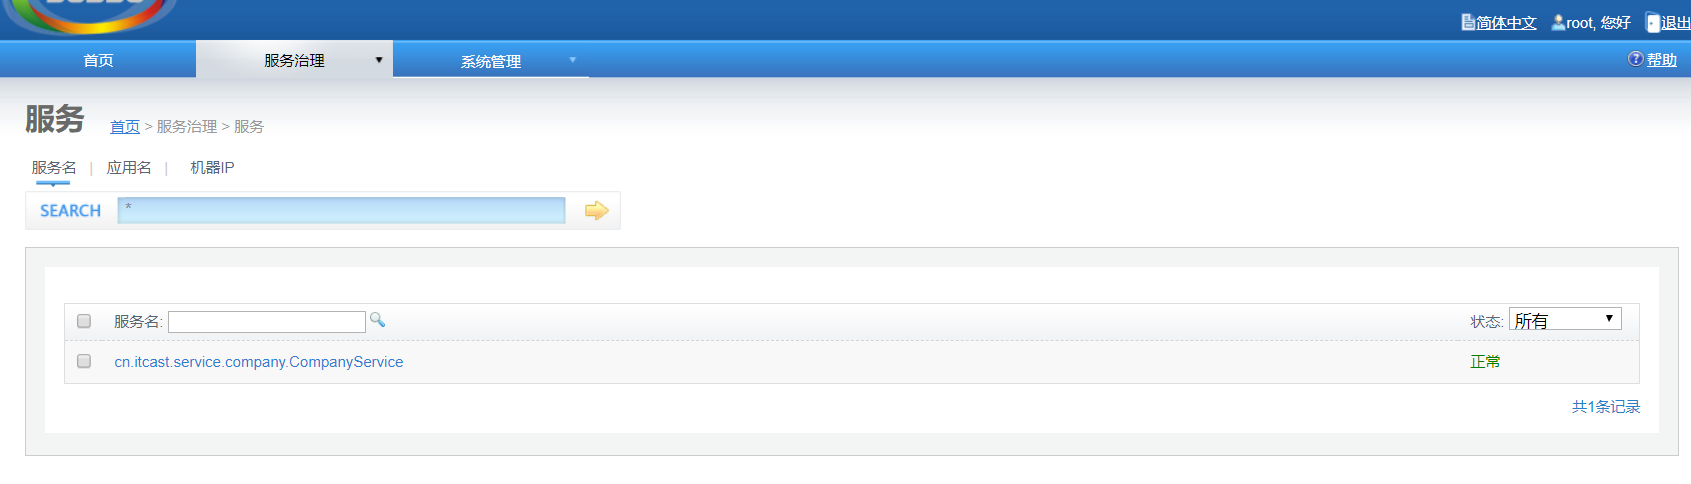 简体中文 root, 您好 退出
首页 服务治理 系统管理 帮助
服务 首页 > 服务治理 > 服务
服务名 | 应用名 | 机器IP
SEARCH *
服务名: 状态: 所有
cn.itcast.service.company.CompanyService 正常
共1条记录